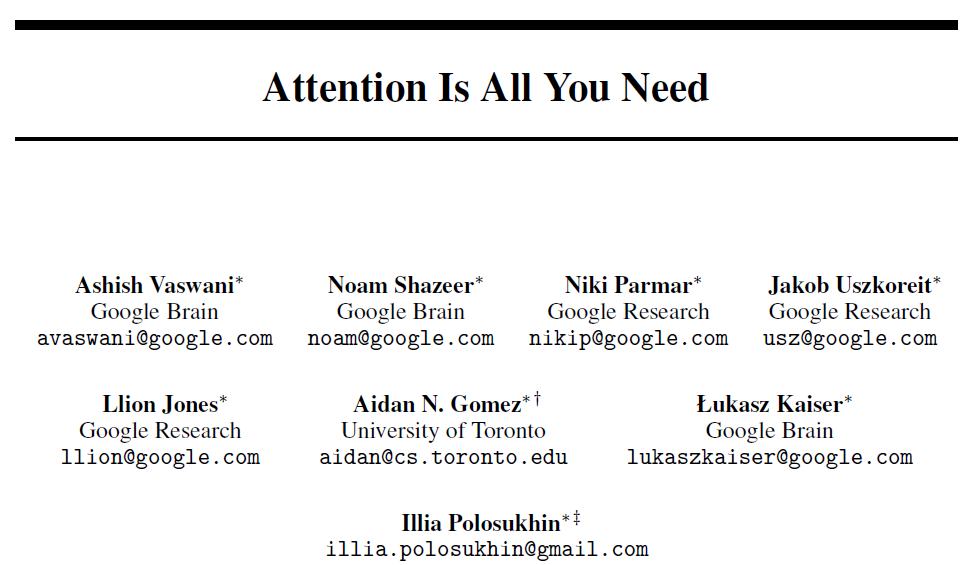 Attention Is All You Need
Ashish Vaswani* Noam Shazeer* Niki Parmar* Jakob Uszkoreit*
Google Brain Google Brain Google Research Google Research
avaswani@google.com noam@google.com nikip@google.com usz@google.com
Llion Jones* Aidan N. Gomez*† Łukasz Kaiser*
Google Research University of Toronto Google Brain
llion@google.com aidan@cs.toronto.edu lukaszkaiser@google.com
Illia Polosukhin*‡
illia.polosukhin@gmail.com